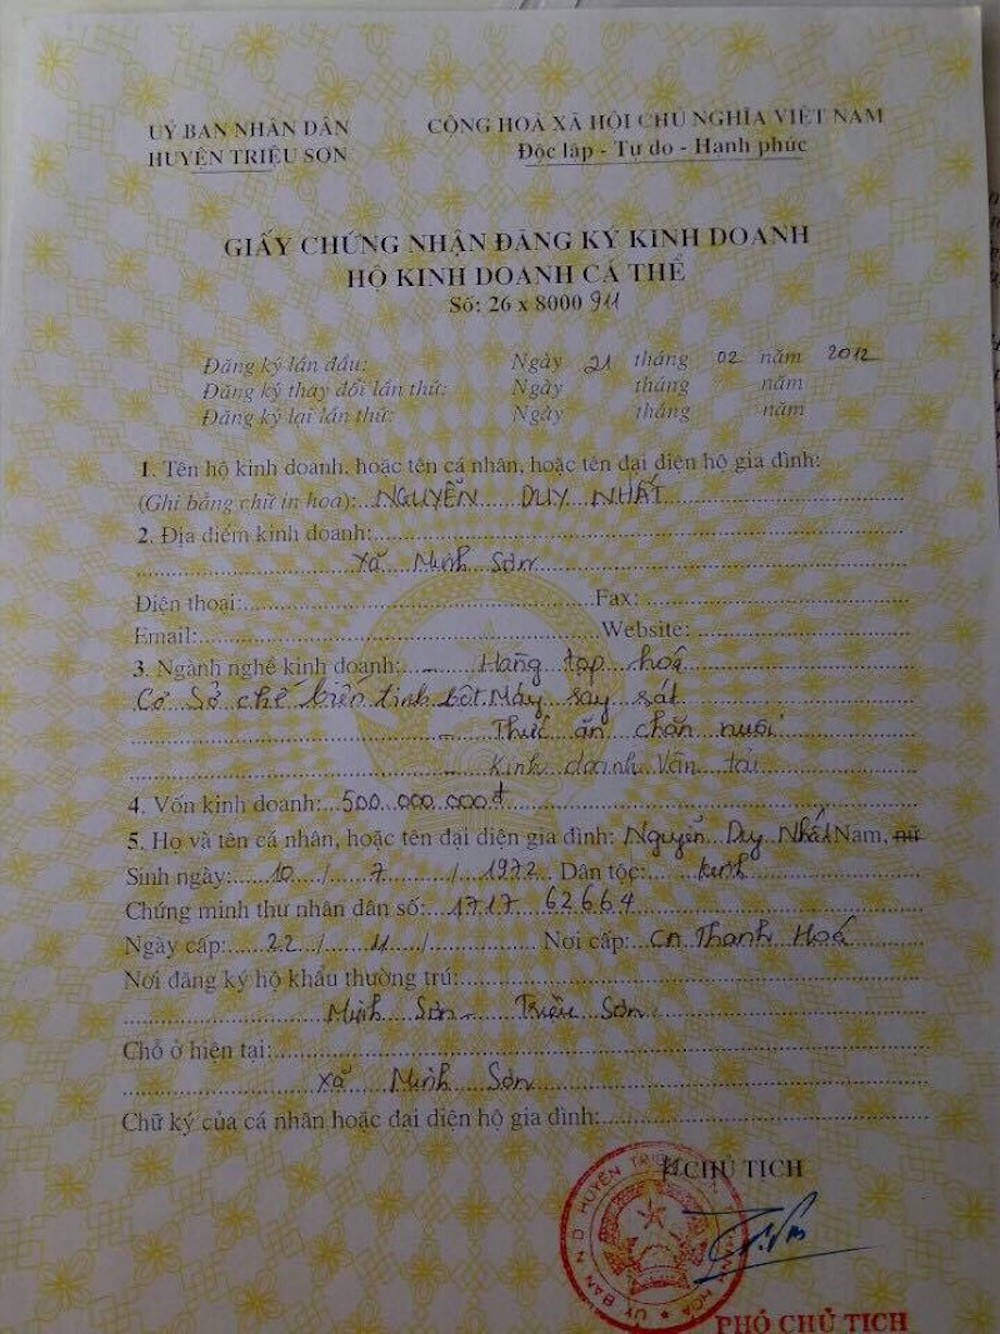 UỶ BAN NHÂN DÂN
HUYỆN TRIỆU SƠN
CỘNG HOÀ XÃ HỘI CHỦ NGHĨA VIỆT NAM
Độc lập - Tự do - Hạnh phúc
GIẤY CHỨNG NHẬN ĐĂNG KÝ KINH DOANH
HỘ KINH DOANH CÁ THỂ
Số: 26 x 8000 911
Đăng ký lần đầu: Ngày 21 tháng 02 năm 2012
Đăng ký thay đổi lần thứ: Ngày tháng năm
Đăng ký lại lần thứ: Ngày tháng năm
1. Tên hộ kinh doanh, hoặc tên cá nhân, hoặc tên đại diện hộ gia đình:
(Ghi bằng chữ in hoa): NGUYỄN DUY NHẤT
2. Địa điểm kinh doanh:
Xã Minh Sơn
Điện thoại: Fax:
Email: Website:
3. Ngành nghề kinh doanh: - Hàng tạp hoá
Cơ Sở chế biến tinh bột Máy say sát
- Thức ăn chăn nuôi
- Kinh doanh Vận tải
4. Vốn kinh doanh: 500.000.000đ
5. Họ và tên cá nhân, hoặc tên đại diện gia đình: Nguyễn Duy Nhất Nam, nữ
Sinh ngày: 10 / 7 / 1972. Dân tộc: Kinh
Chứng minh thư nhân dân số: 1717 62664
Ngày cấp: 22 / 11 / Nơi cấp: CA Thanh Hoá
Nơi đăng ký hộ khẩu thường trú:
Minh Sơn - Triệu Sơn
Chỗ ở hiện tại:
Xã Minh Sơn
Chữ ký của cá nhân hoặc đại diện hộ gia đình:
CHỦ TỊCH
PHÓ CHỦ TỊCH